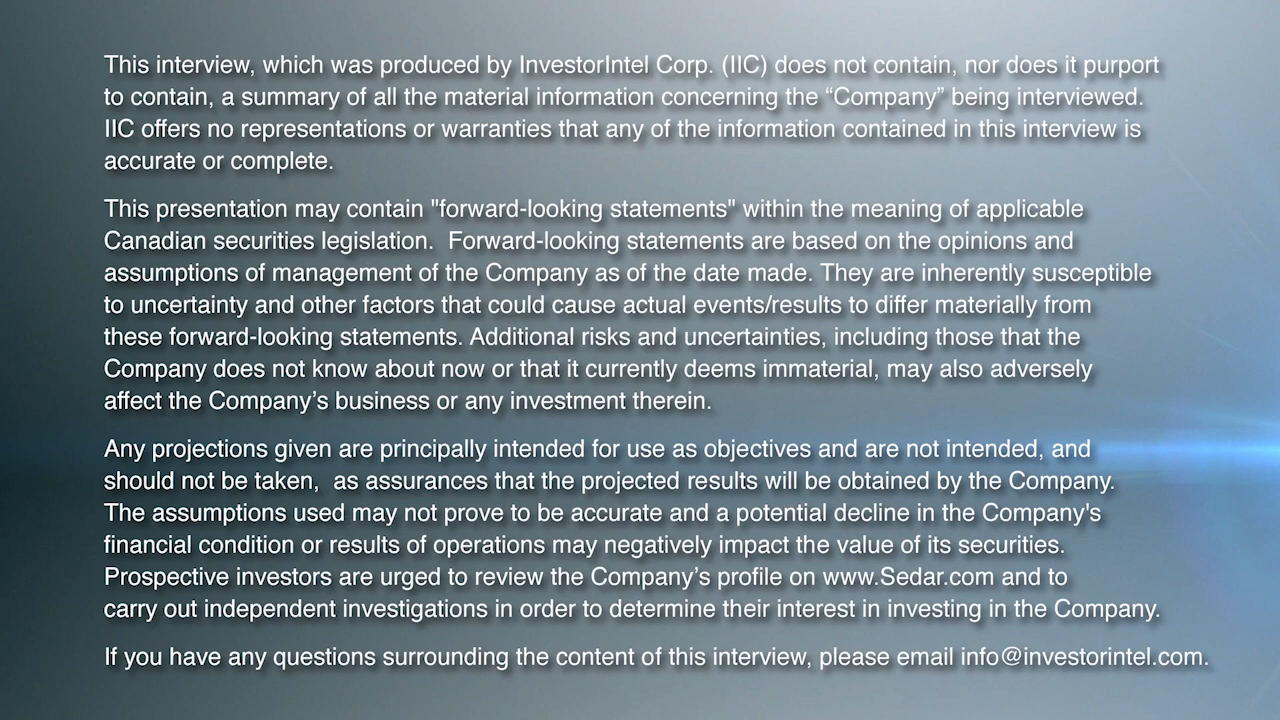 This interview, which was produced by InvestorIntel Corp. (IIC) does not contain, nor does it purport
to contain, a summary of all the material information concerning the “Company” being interviewed.
IIC offers no representations or warranties that any of the information contained in this interview is
accurate or complete.
This presentation may contain "forward-looking statements" within the meaning of applicable
Canadian securities legislation.  Forward-looking statements are based on the opinions and
assumptions of management of the Company as of the date made. They are inherently susceptible
to uncertainty and other factors that could cause actual events/results to differ materially from
these forward-looking statements. Additional risks and uncertainties, including those that the
Company does not know about now or that it currently deems immaterial, may also adversely
affect the Company’s business or any investment therein.
Any projections given are principally intended for use as objectives and are not intended, and
should not be taken,  as assurances that the projected results will be obtained by the Company.
The assumptions used may not prove to be accurate and a potential decline in the Company's
financial condition or results of operations may negatively impact the value of its securities.
Prospective investors are urged to review the Company’s profile on www.Sedar.com and to
carry out independent investigations in order to determine their interest in investing in the Company.
If you have any questions surrounding the content of this interview, please email info@investorintel.com.